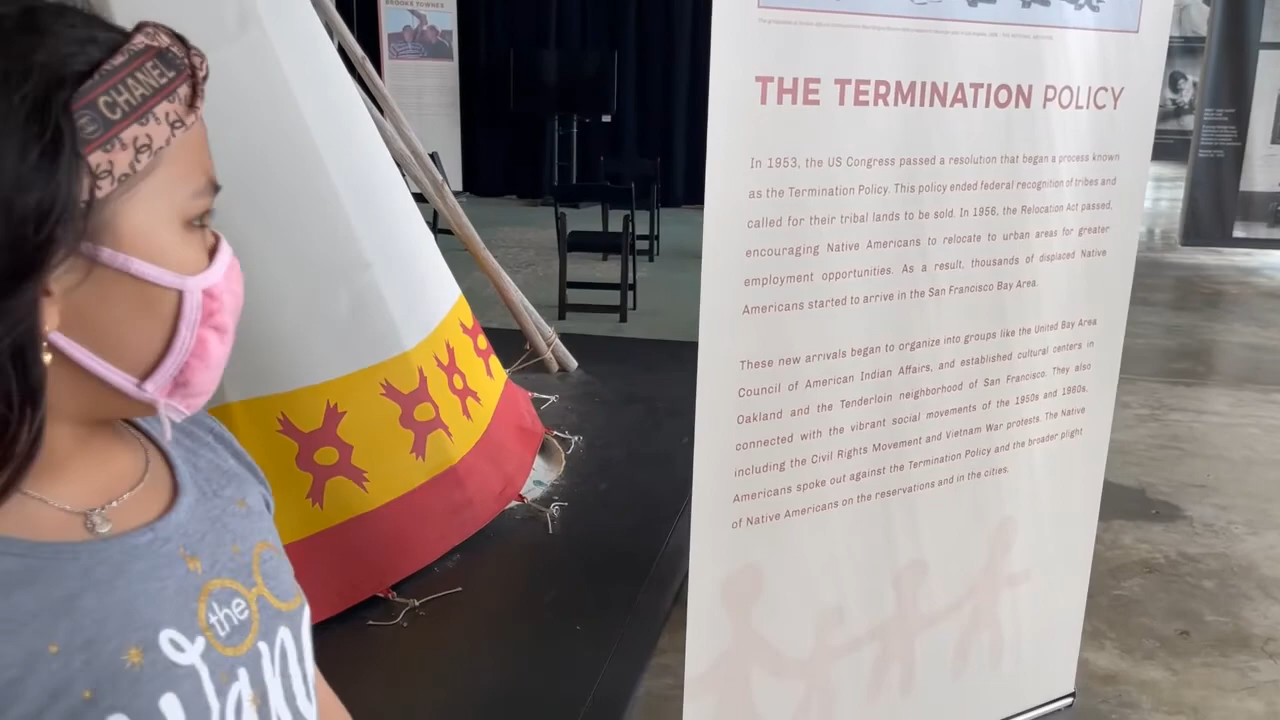 BROOKE TOWNES
THE TERMINATION POLICY
In 1953, the US Congress passed a resolution that began a process known
as the Termination Policy. This policy ended federal recognition of tribes and
called for their tribal lands to be sold. In 1956, the Relocation Act passed,
encouraging Native Americans to relocate to urban areas for greater
employment opportunities. As a result, thousands of displaced Native
Americans started to arrive in the San Francisco Bay Area.
These new arrivals began to organize into groups like the United Bay Area
Council of American Indian Affairs, and established cultural centers in
Oakland and the Tenderloin neighborhood of San Francisco. They also
connected with the vibrant social movements of the 1950s and 1960s,
including the Civil Rights Movement and Vietnam War protests. The Native
Americans spoke out against the Termination Policy and the broader plight
of Native Americans on the reservations and in the cities.
CHANEL
the